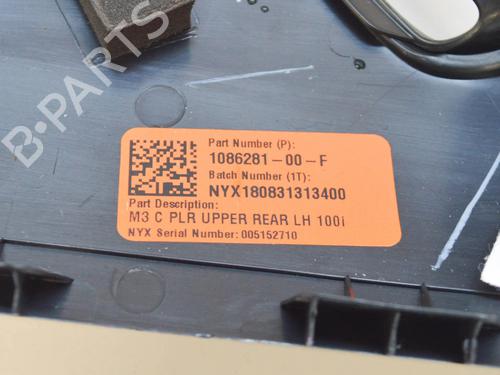 B-PARTS
Part Number (P):
1086281-00-F
Batch Number (1T):
NYX180831313400
Part Description:
M3 C PLR UPPER REAR LH 100i
NYX Serial Number: 005152710